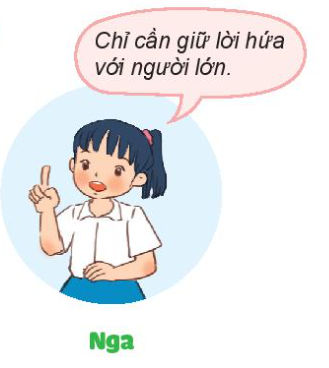 Chỉ cần giữ lời hứa
với người lớn.
Nga